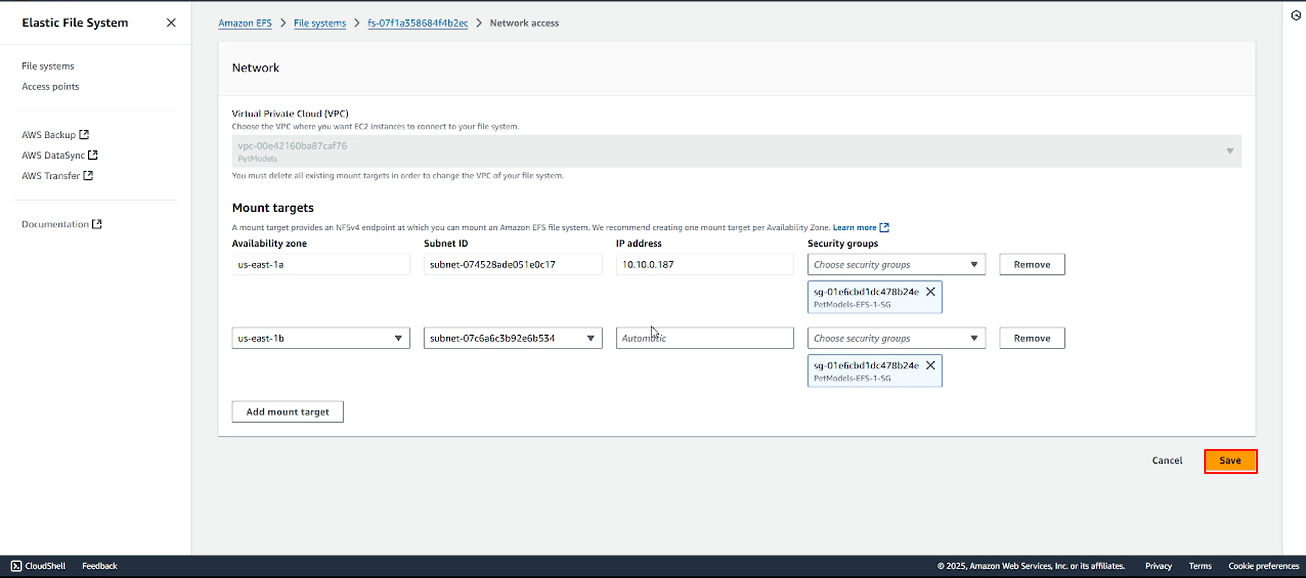 Elastic File System
Amazon EFS > File systems > fs-07f1a358684f4b2ec > Network access
File systems
Access points
AWS Backup
AWS DataSync
AWS Transfer
Documentation
Network
Virtual Private Cloud (VPC)
Choose the VPC where you want EC2 instances to connect to your file system.
vpc-00e42160ba87caf76
PetModels
You must delete all existing mount targets in order to change the VPC of your file system.
Mount targets
A mount target provides an NFSv4 endpoint at which you can mount an Amazon EFS file system. We recommend creating one mount target per Availability Zone. Learn more
Availability zone Subnet ID IP address Security groups
us-east-1a subnet-074528ade051e0c17 10.10.0.187 Choose security groups Remove
sg-01e6cbd1dc478b24e
PetModels-EFS-1-SG
us-east-1b subnet-07c6a6c3b92e6b534 Automatic Choose security groups Remove
sg-01e6cbd1dc478b24e
PetModels-EFS-1-SG
Add mount target
Cancel Save
CloudShell Feedback © 2025, Amazon Web Services, Inc. or its affiliates. Privacy Terms Cookie preferences